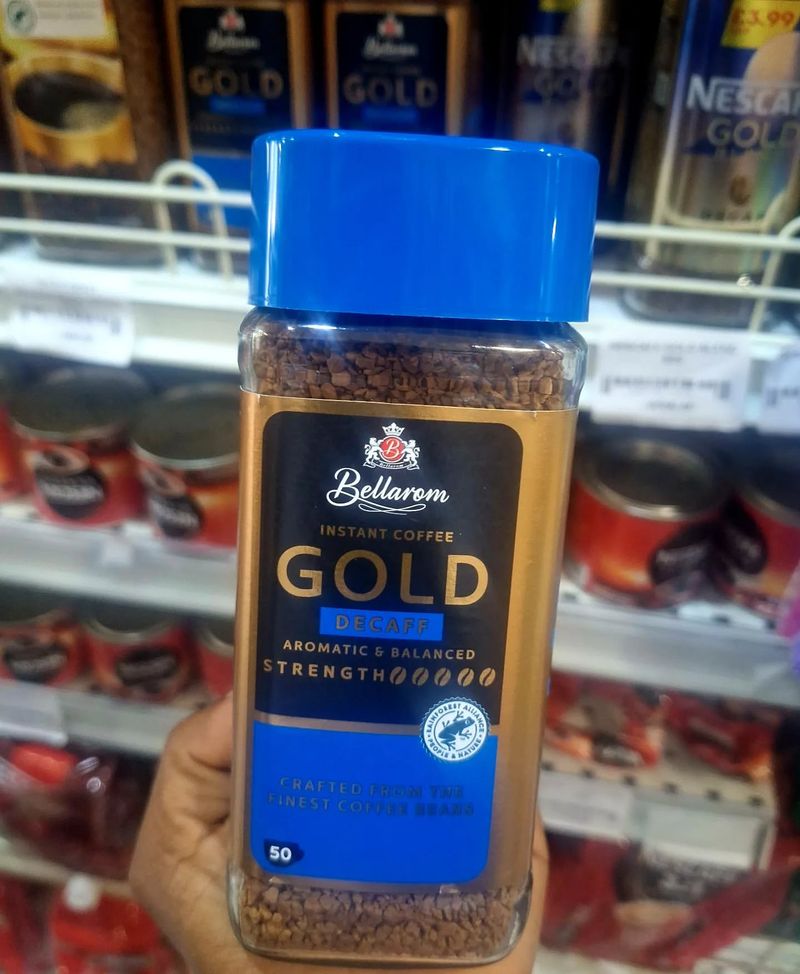 Bellarom
GOLD
DECAFF
Bellarom
GOLD
NESCAFÉ
GOLD
£3.99
NESCAFÉ
GOLD
B
Bellarom
INSTANT COFFEE
GOLD
DECAFF
AROMATIC & BALANCED
STRENGTH
RAINFOREST ALLIANCE
PEOPLE & NATURE
CRAFTED FROM THE
FINEST COFFEE BEANS
50